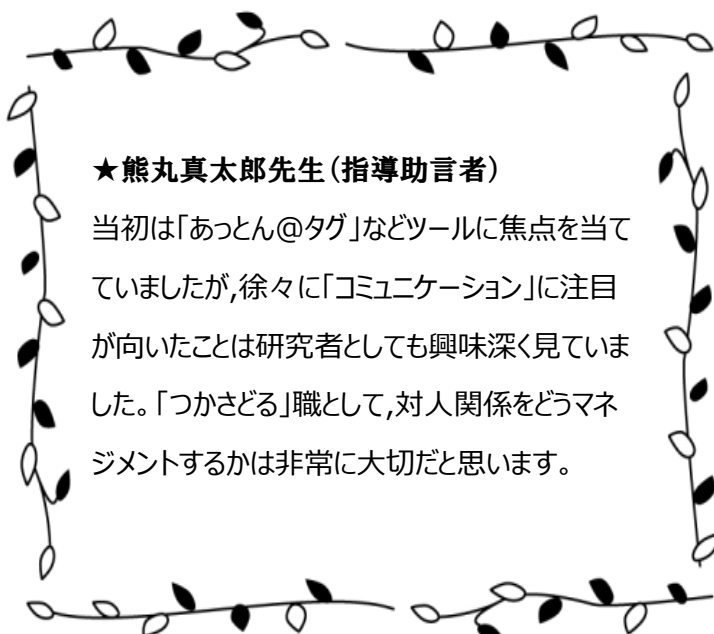 ★熊丸真太郎先生(指導助言者)
当初は「あっとん@タグ」などツールに焦点を当て
ていましたが,徐々に「コミュニケーション」に注目
が向いたことは研究者としても興味深く見ていま
した。「つかさどる」職として,対人関係をどうマネ
ジメントするかは非常に大切だと思います。